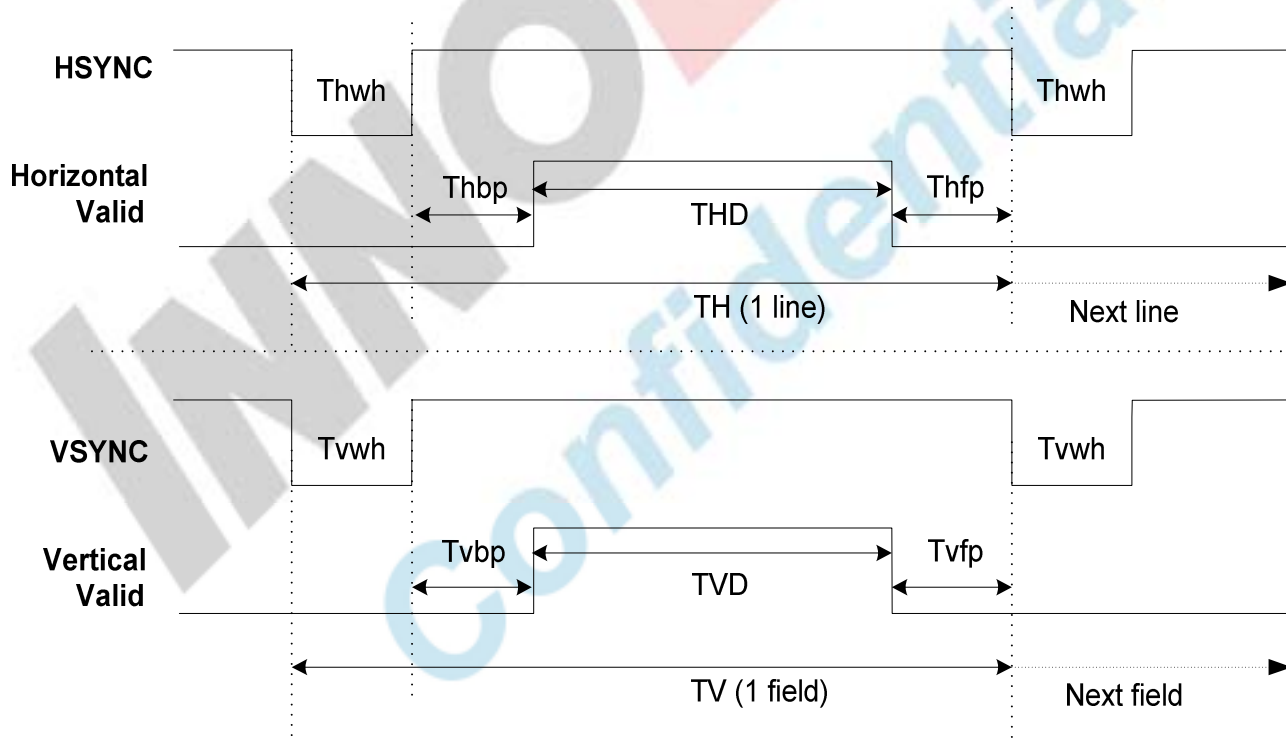 HSYNC
Thwh
Thwh
Horizontal
Valid
Thbp
THD
Thfp
TH (1 line)
Next line
VSYNC
Tvwh
Tvwh
Vertical
Valid
Tvbp
TVD
Tvfp
TV (1 field)
Next field
INNO
Confidentia